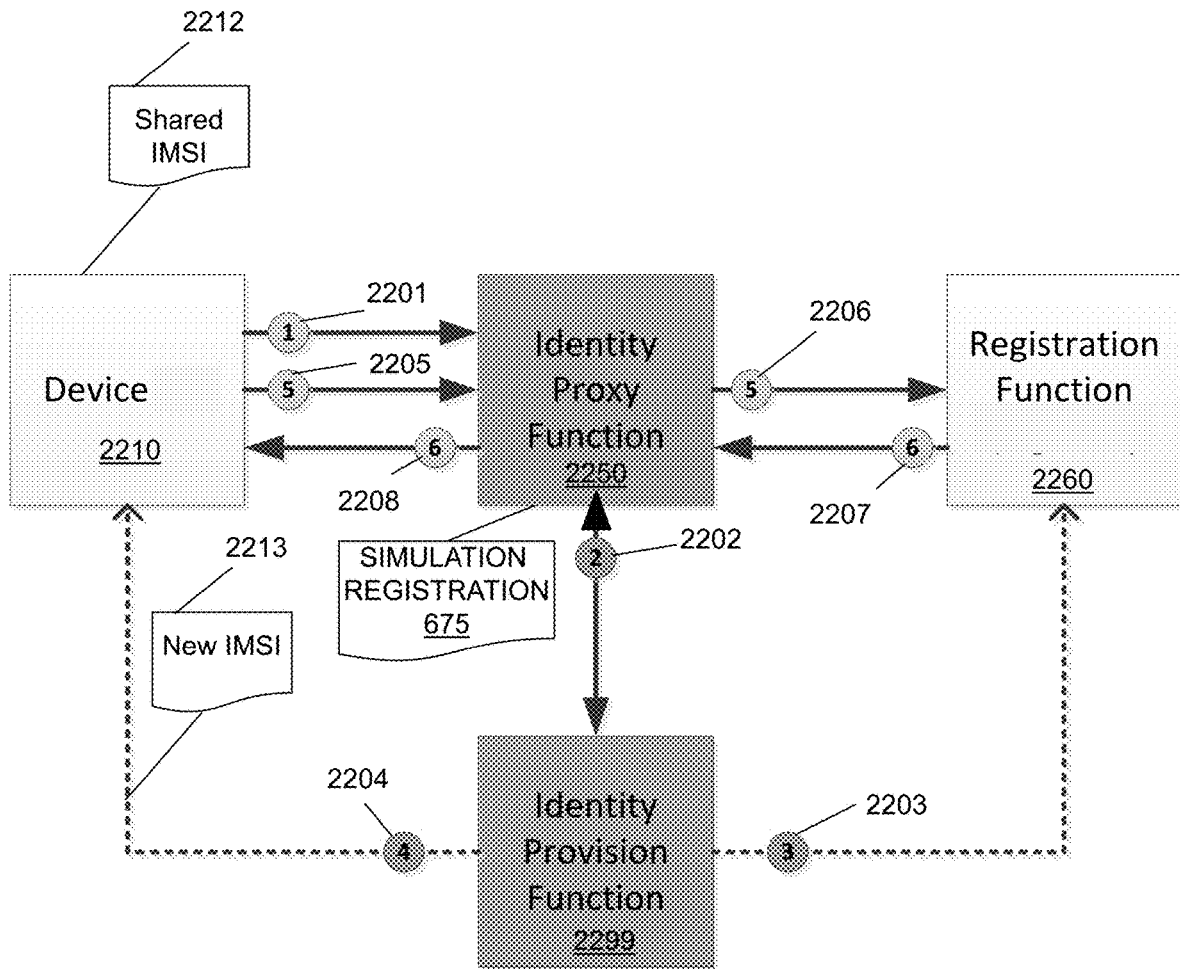 2212
Shared
IMSI
2201
1
2205
5
6
2208
Device
2210
Identity
Proxy
Function
2250
2206
5
6
2207
Registration
Function
2260
2213
New IMSI
SIMULATION
REGISTRATION
675
2202
2
2204
4
Identity
Provision
Function
2299
2203
3